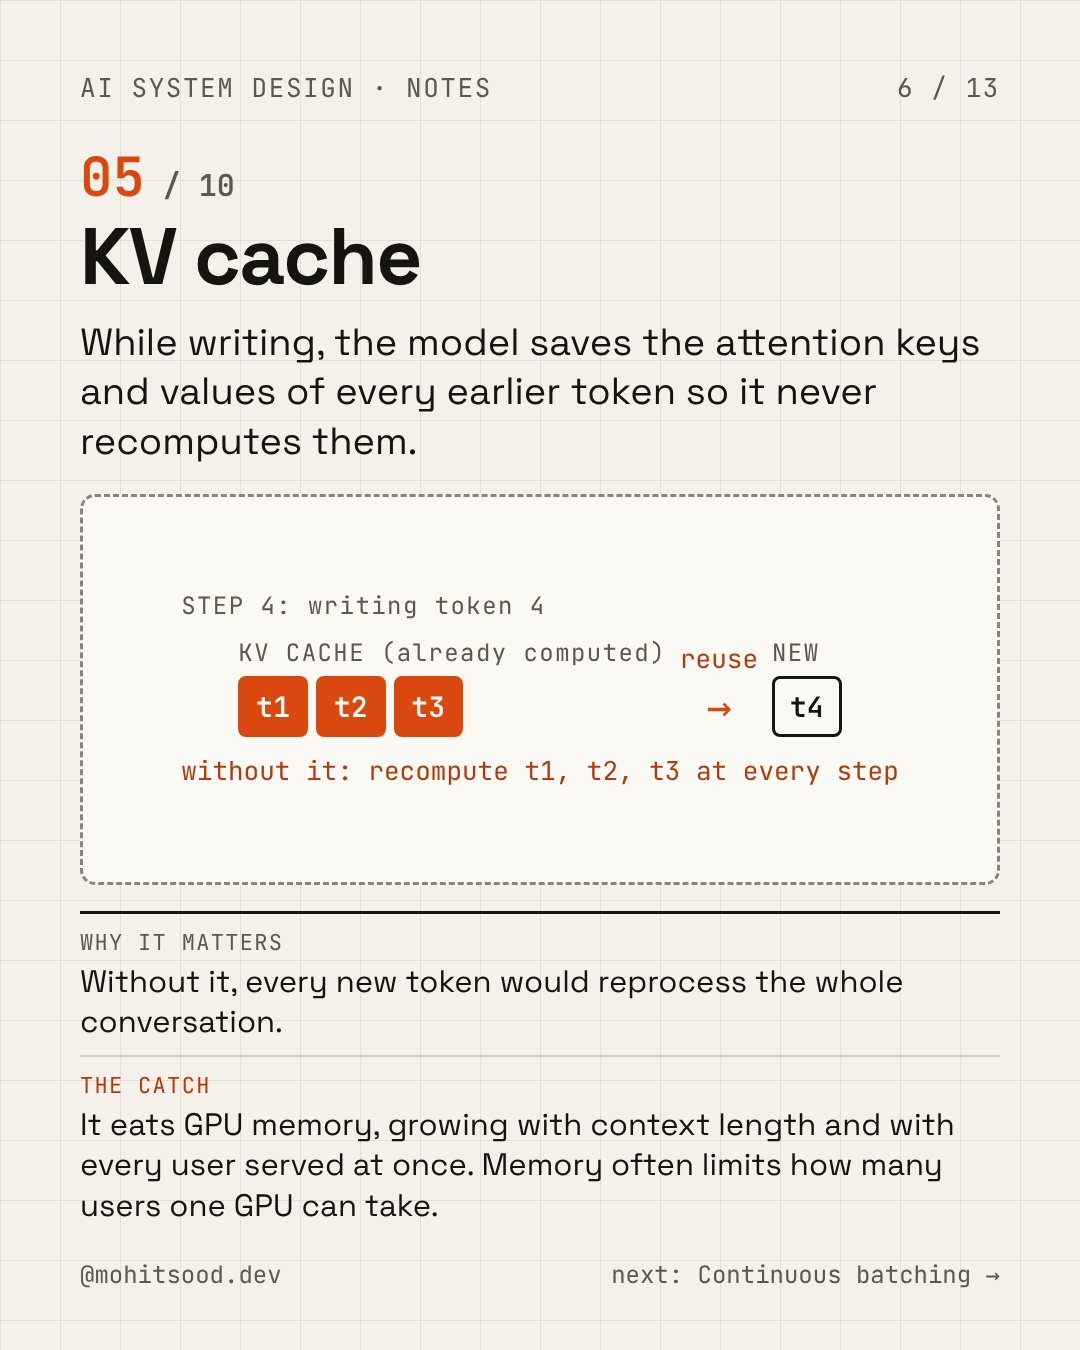 AI SYSTEM DESIGN · NOTES
6 / 13
05 / 10
KV cache
While writing, the model saves the attention keys
and values of every earlier token so it never
recomputes them.
STEP 4: writing token 4
KV CACHE (already computed) reuse NEW
t1 t2 t3 → t4
without it: recompute t1, t2, t3 at every step
WHY IT MATTERS
Without it, every new token would reprocess the whole
conversation.
THE CATCH
It eats GPU memory, growing with context length and with
every user served at once. Memory often limits how many
users one GPU can take.
@mohitsood.dev
next: Continuous batching →